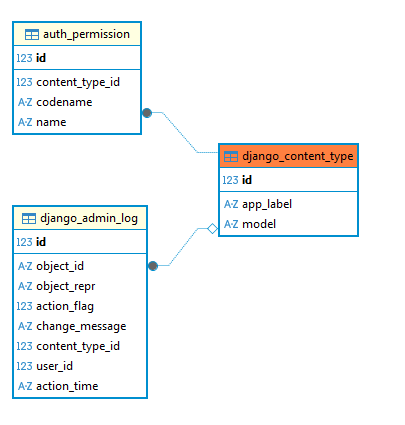 auth_permission
123 id
123 content_type_id
A-Z codename
A-Z name
django_content_type
123 id
A-Z app_label
A-Z model
django_admin_log
123 id
A-Z object_id
A-Z object_repr
123 action_flag
A-Z change_message
123 content_type_id
123 user_id
A-Z action_time